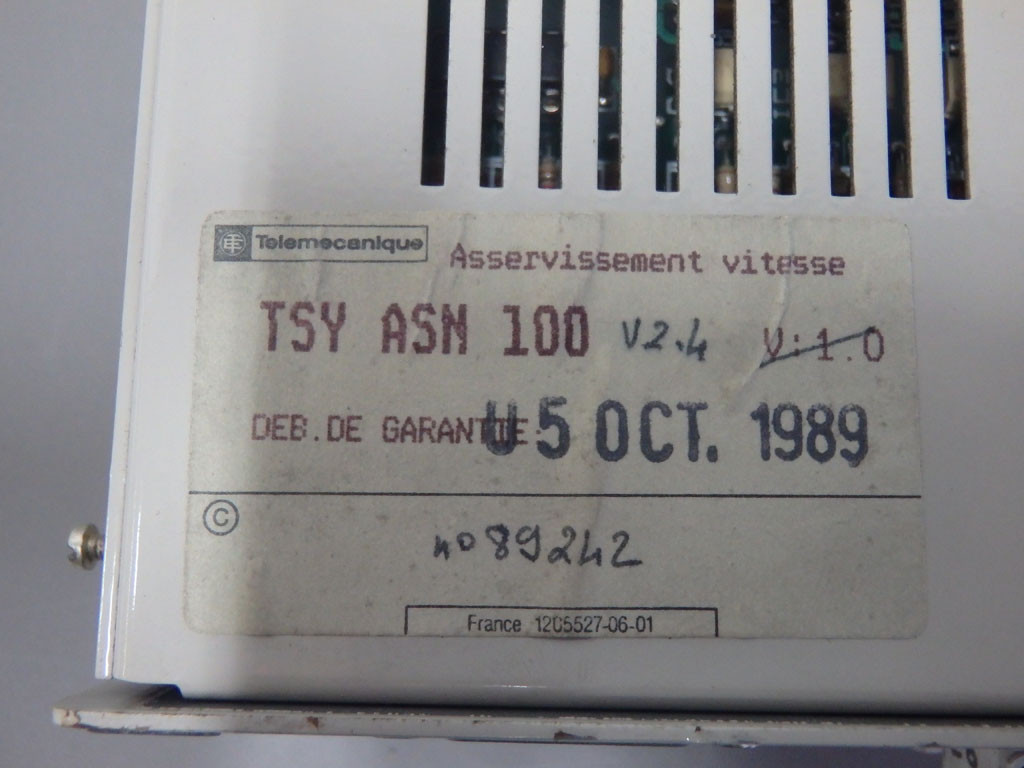 Telemecanique Asservissement vitesse
TSY ASN 100 V2.4 V:1.0
DEB.DE GARANTIE: 05 OCT. 1989
©
no 89242
France 1205527-06-01